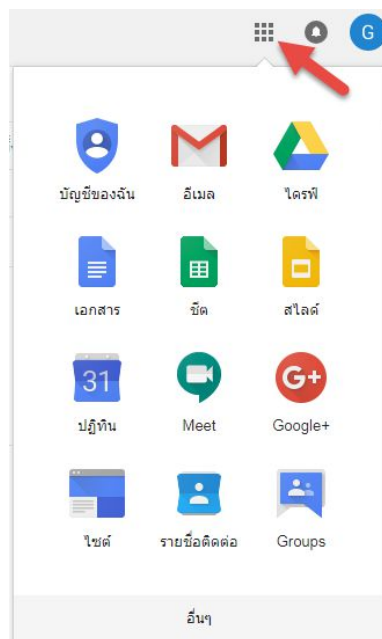 G
บัญชีของฉัน อีเมล ไดรฟ์
เอกสาร ชีต สไลด์
31 G+
ปฏิทิน Meet Google+
ไซต์ รายชื่อติดต่อ Groups
อื่นๆ